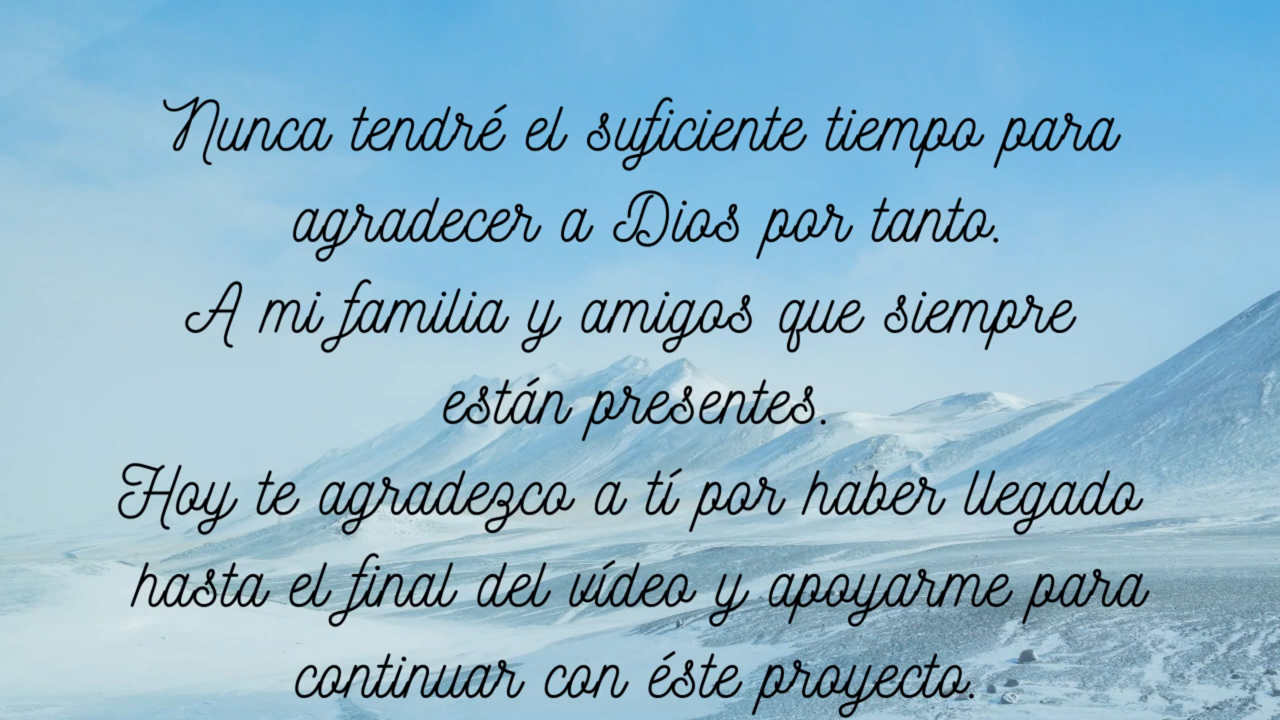 Nunca tendré el suficiente tiempo para
agradecer a Dios por tanto.
A mi familia y amigos que siempre
están presentes.
Hoy te agradezco a tí por haber llegado
hasta el final del vídeo y apoyarme para
continuar con éste proyecto.